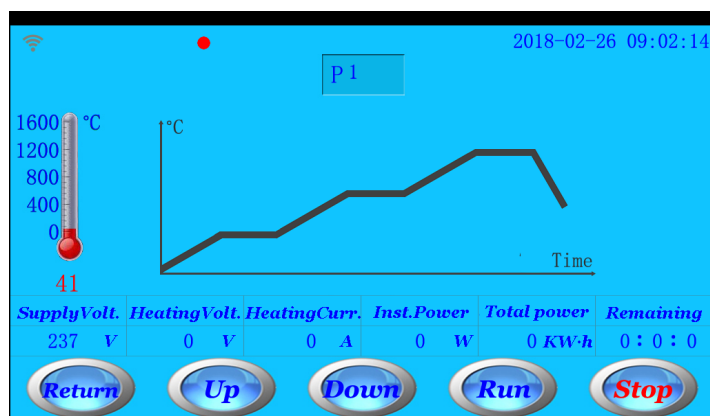 2018-02-26 09:02:14
P 1
1600 °C
1200
800
400
0
41
°C
Time
SupplyVolt. HeatingVolt. HeatingCurr. Inst.Power Total power Remaining
237 V 0 V 0 A 0 W 0 KW·h 0 : 0 : 0
Return Up Down Run Stop